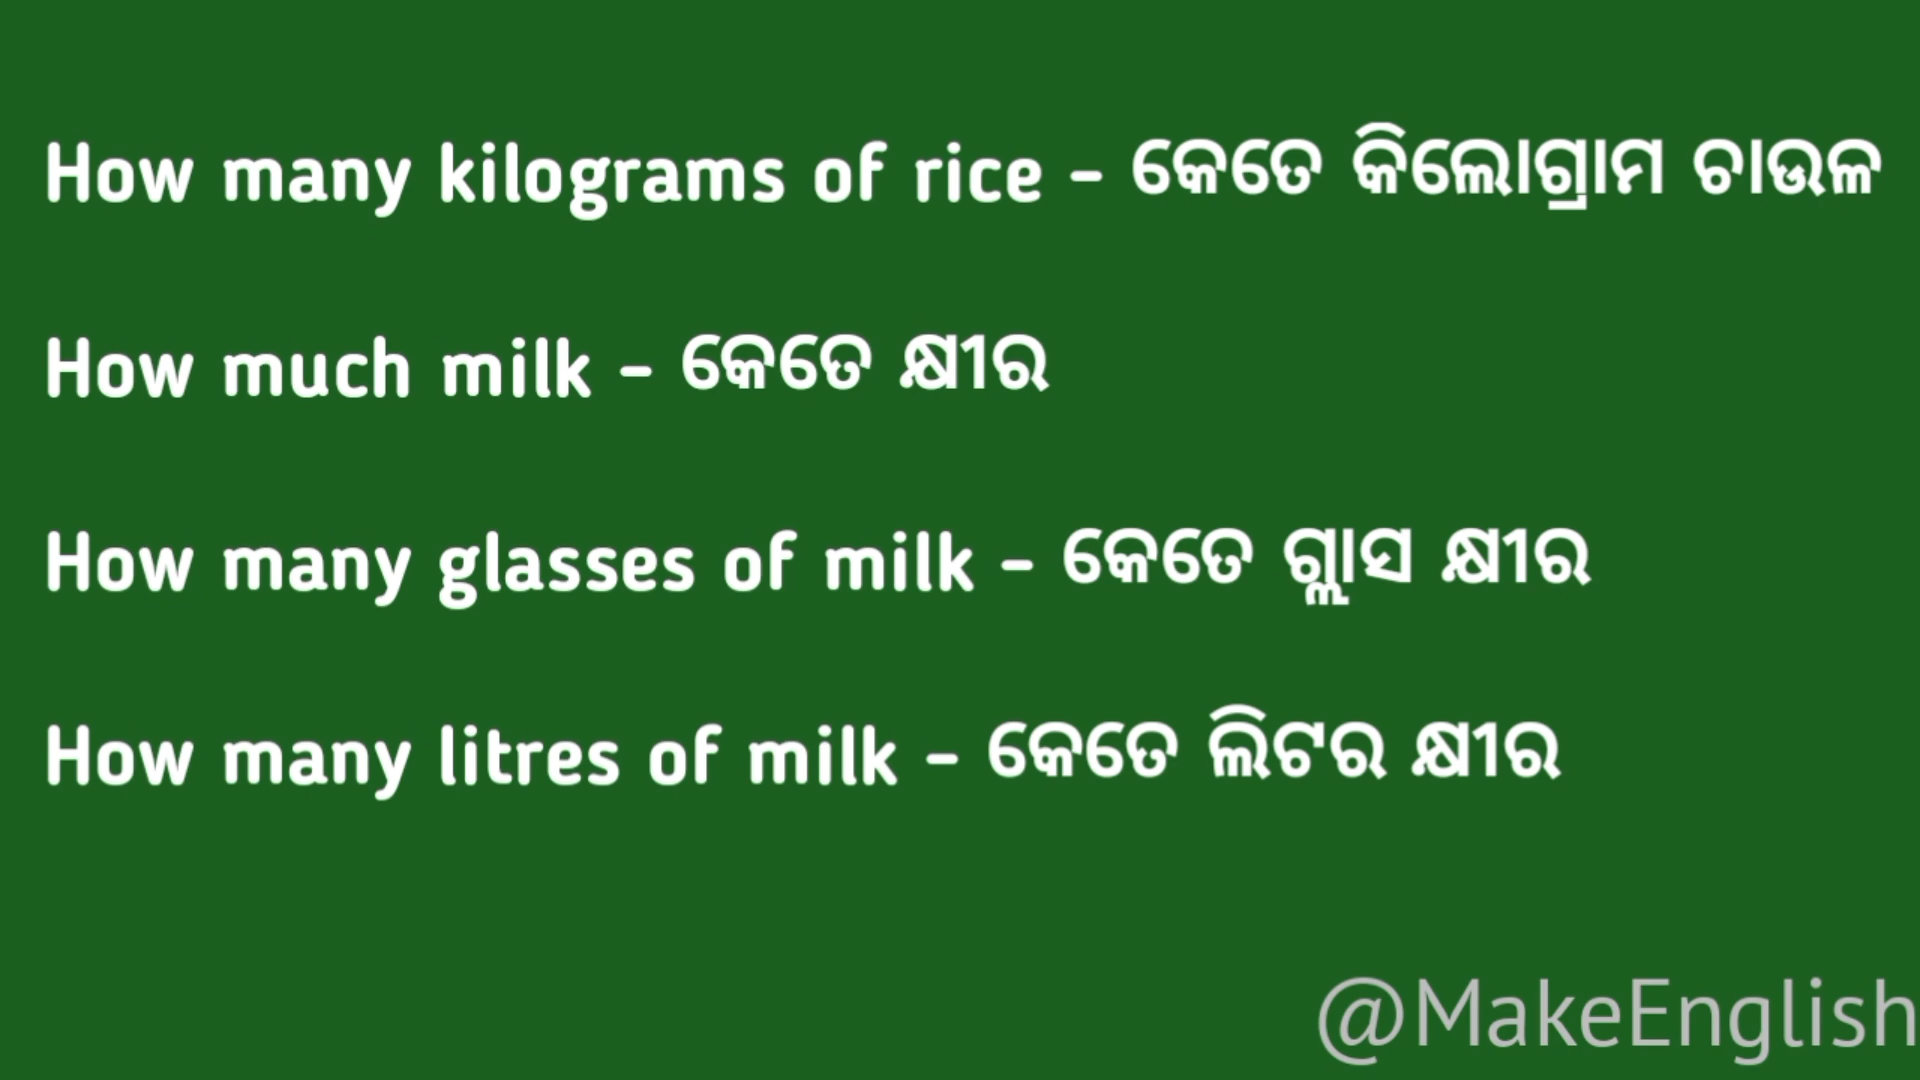 How many kilograms of rice - କେତେ କିଲୋଗ୍ରାମ ଚାଉଳ
How much milk - କେତେ କ୍ଷୀର
How many glasses of milk - କେତେ ଗ୍ଲାସ କ୍ଷୀର
How many litres of milk - କେତେ ଲିଟର କ୍ଷୀର
@MakeEnglish